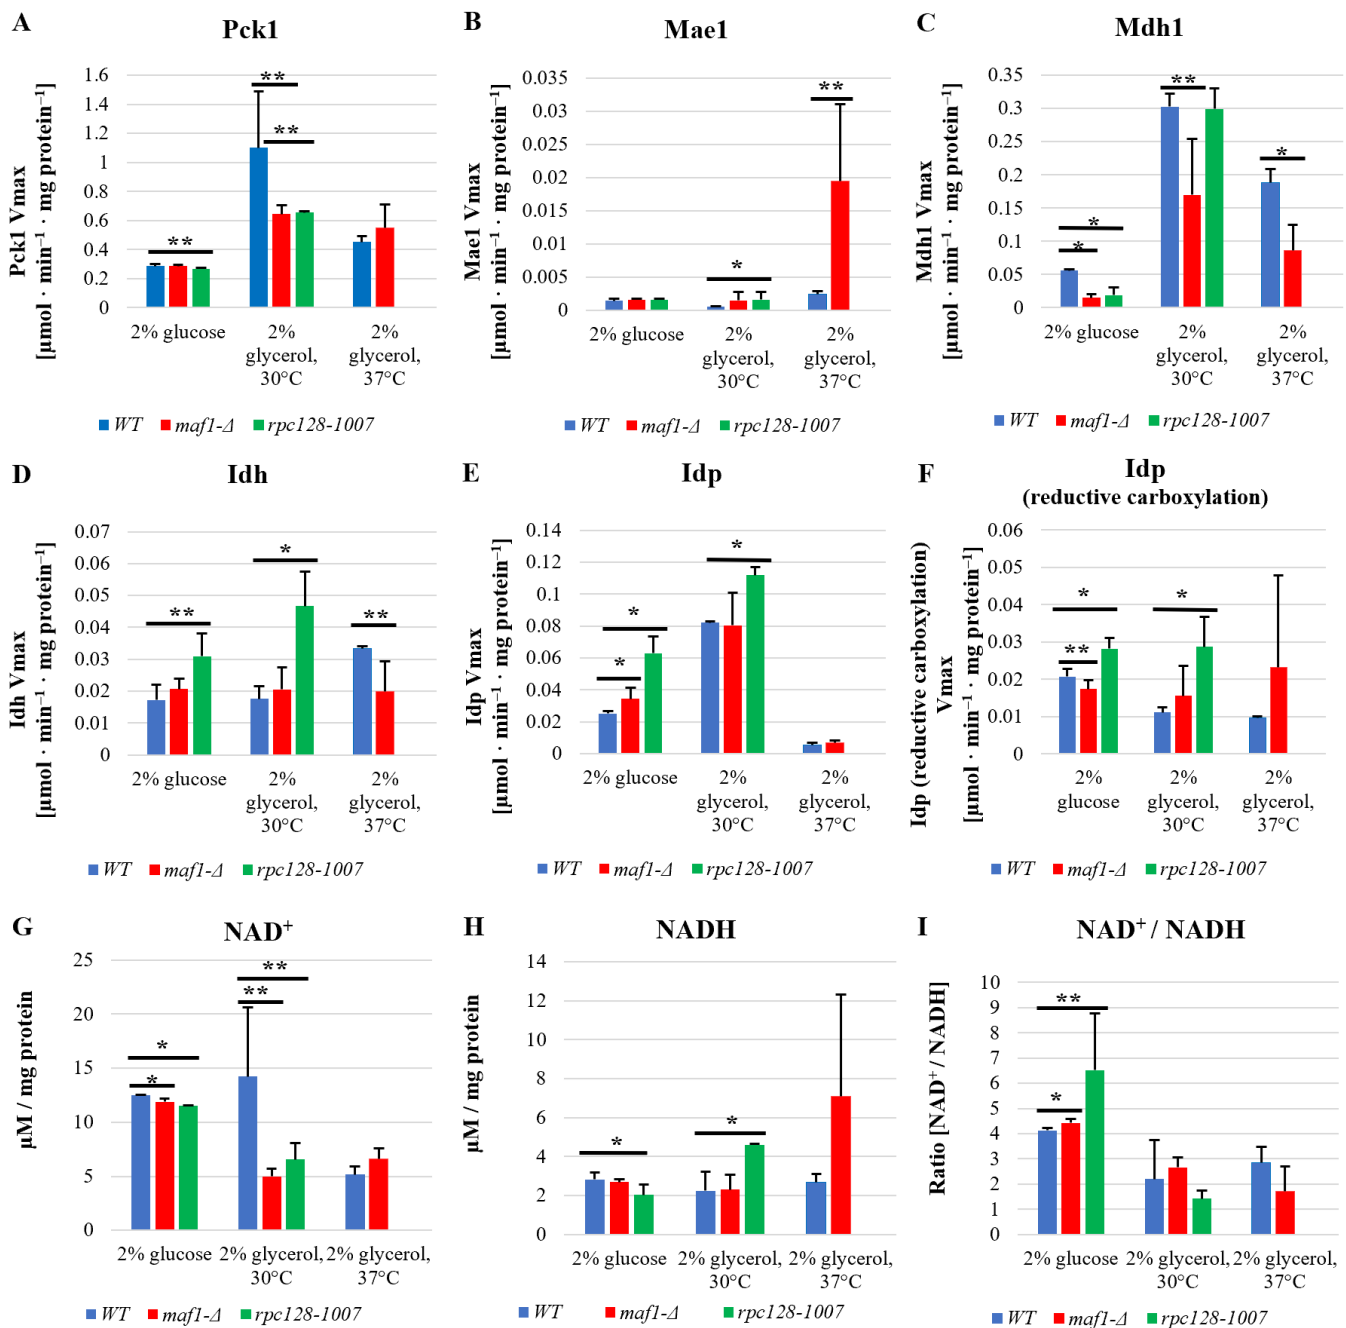 A
Pck1
Pck1 Vmax
[µmol · min⁻¹ · mg protein⁻¹]
1.6
1.4
1.2
1
0.8
0.6
0.4
0.2
0
**
**
**
2% glucose
2%
glycerol,
30°C
2%
glycerol,
37°C
WT maf1-Δ rpc128-1007
B
Mae1
Mae1 Vmax
[µmol · min⁻¹ · mg protein⁻¹]
0.035
0.03
0.025
0.02
0.015
0.01
0.005
0
*
**
2% glucose
2%
glycerol,
30°C
2%
glycerol,
37°C
WT maf1-Δ rpc128-1007
C
Mdh1
Mdh1 Vmax
[µmol · min⁻¹ · mg protein⁻¹]
0.35
0.3
0.25
0.2
0.15
0.1
0.05
0
*
*
**
*
2% glucose
2%
glycerol,
30°C
2%
glycerol,
37°C
WT maf1-Δ rpc128-1007
D
Idh
Idh Vmax
[µmol · min⁻¹ · mg protein⁻¹]
0.07
0.06
0.05
0.04
0.03
0.02
0.01
0
**
*
**
2% glucose
2%
glycerol,
30°C
2%
glycerol,
37°C
WT maf1-Δ rpc128-1007
E
Idp
Idp Vmax
[µmol · min⁻¹ · mg protein⁻¹]
0.14
0.12
0.1
0.08
0.06
0.04
0.02
0
*
*
*
2% glucose
2%
glycerol,
30°C
2%
glycerol,
37°C
WT maf1-Δ rpc128-1007
F
Idp
(reductive carboxylation)
Idp (reductive carboxylation)
Vmax
[µmol · min⁻¹ · mg protein⁻¹]
0.06
0.05
0.04
0.03
0.02
0.01
0
*
**
*
2%
glucose
2%
glycerol,
30°C
2%
glycerol,
37°C
WT maf1-Δ rpc128-1007
G
NAD⁺
µM / mg protein
25
20
15
10
5
0
*
*
**
**
2% glucose
2% glycerol,
30°C
2% glycerol,
37°C
WT maf1-Δ rpc128-1007
H
NADH
µM / mg protein
14
12
10
8
6
4
2
0
*
*
2% glucose
2% glycerol,
30°C
2% glycerol,
37°C
WT maf1-Δ rpc128-1007
I
NAD⁺ / NADH
Ratio [NAD⁺ / NADH]
10
9
8
7
6
5
4
3
2
1
0
**
*
2% glucose
2% glycerol,
30°C
2% glycerol,
37°C
WT maf1-Δ rpc128-1007